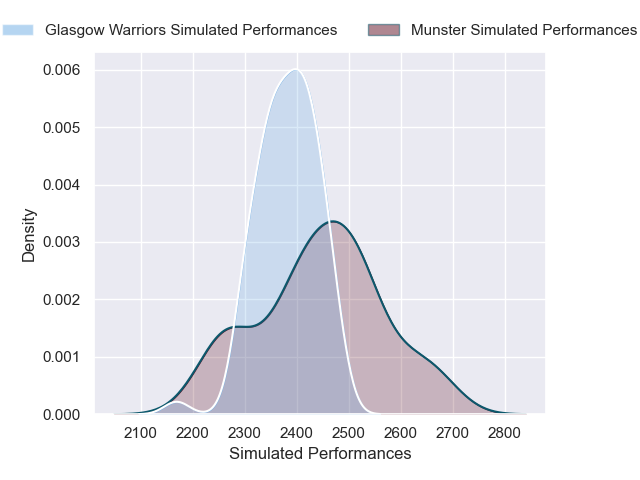 Glasgow Warriors Simulated Performances Munster Simulated Performances
0.006
0.005
0.004
0.003
0.002
0.001
0.000
Density
2100 2200 2300 2400 2500 2600 2700 2800
Simulated Performances